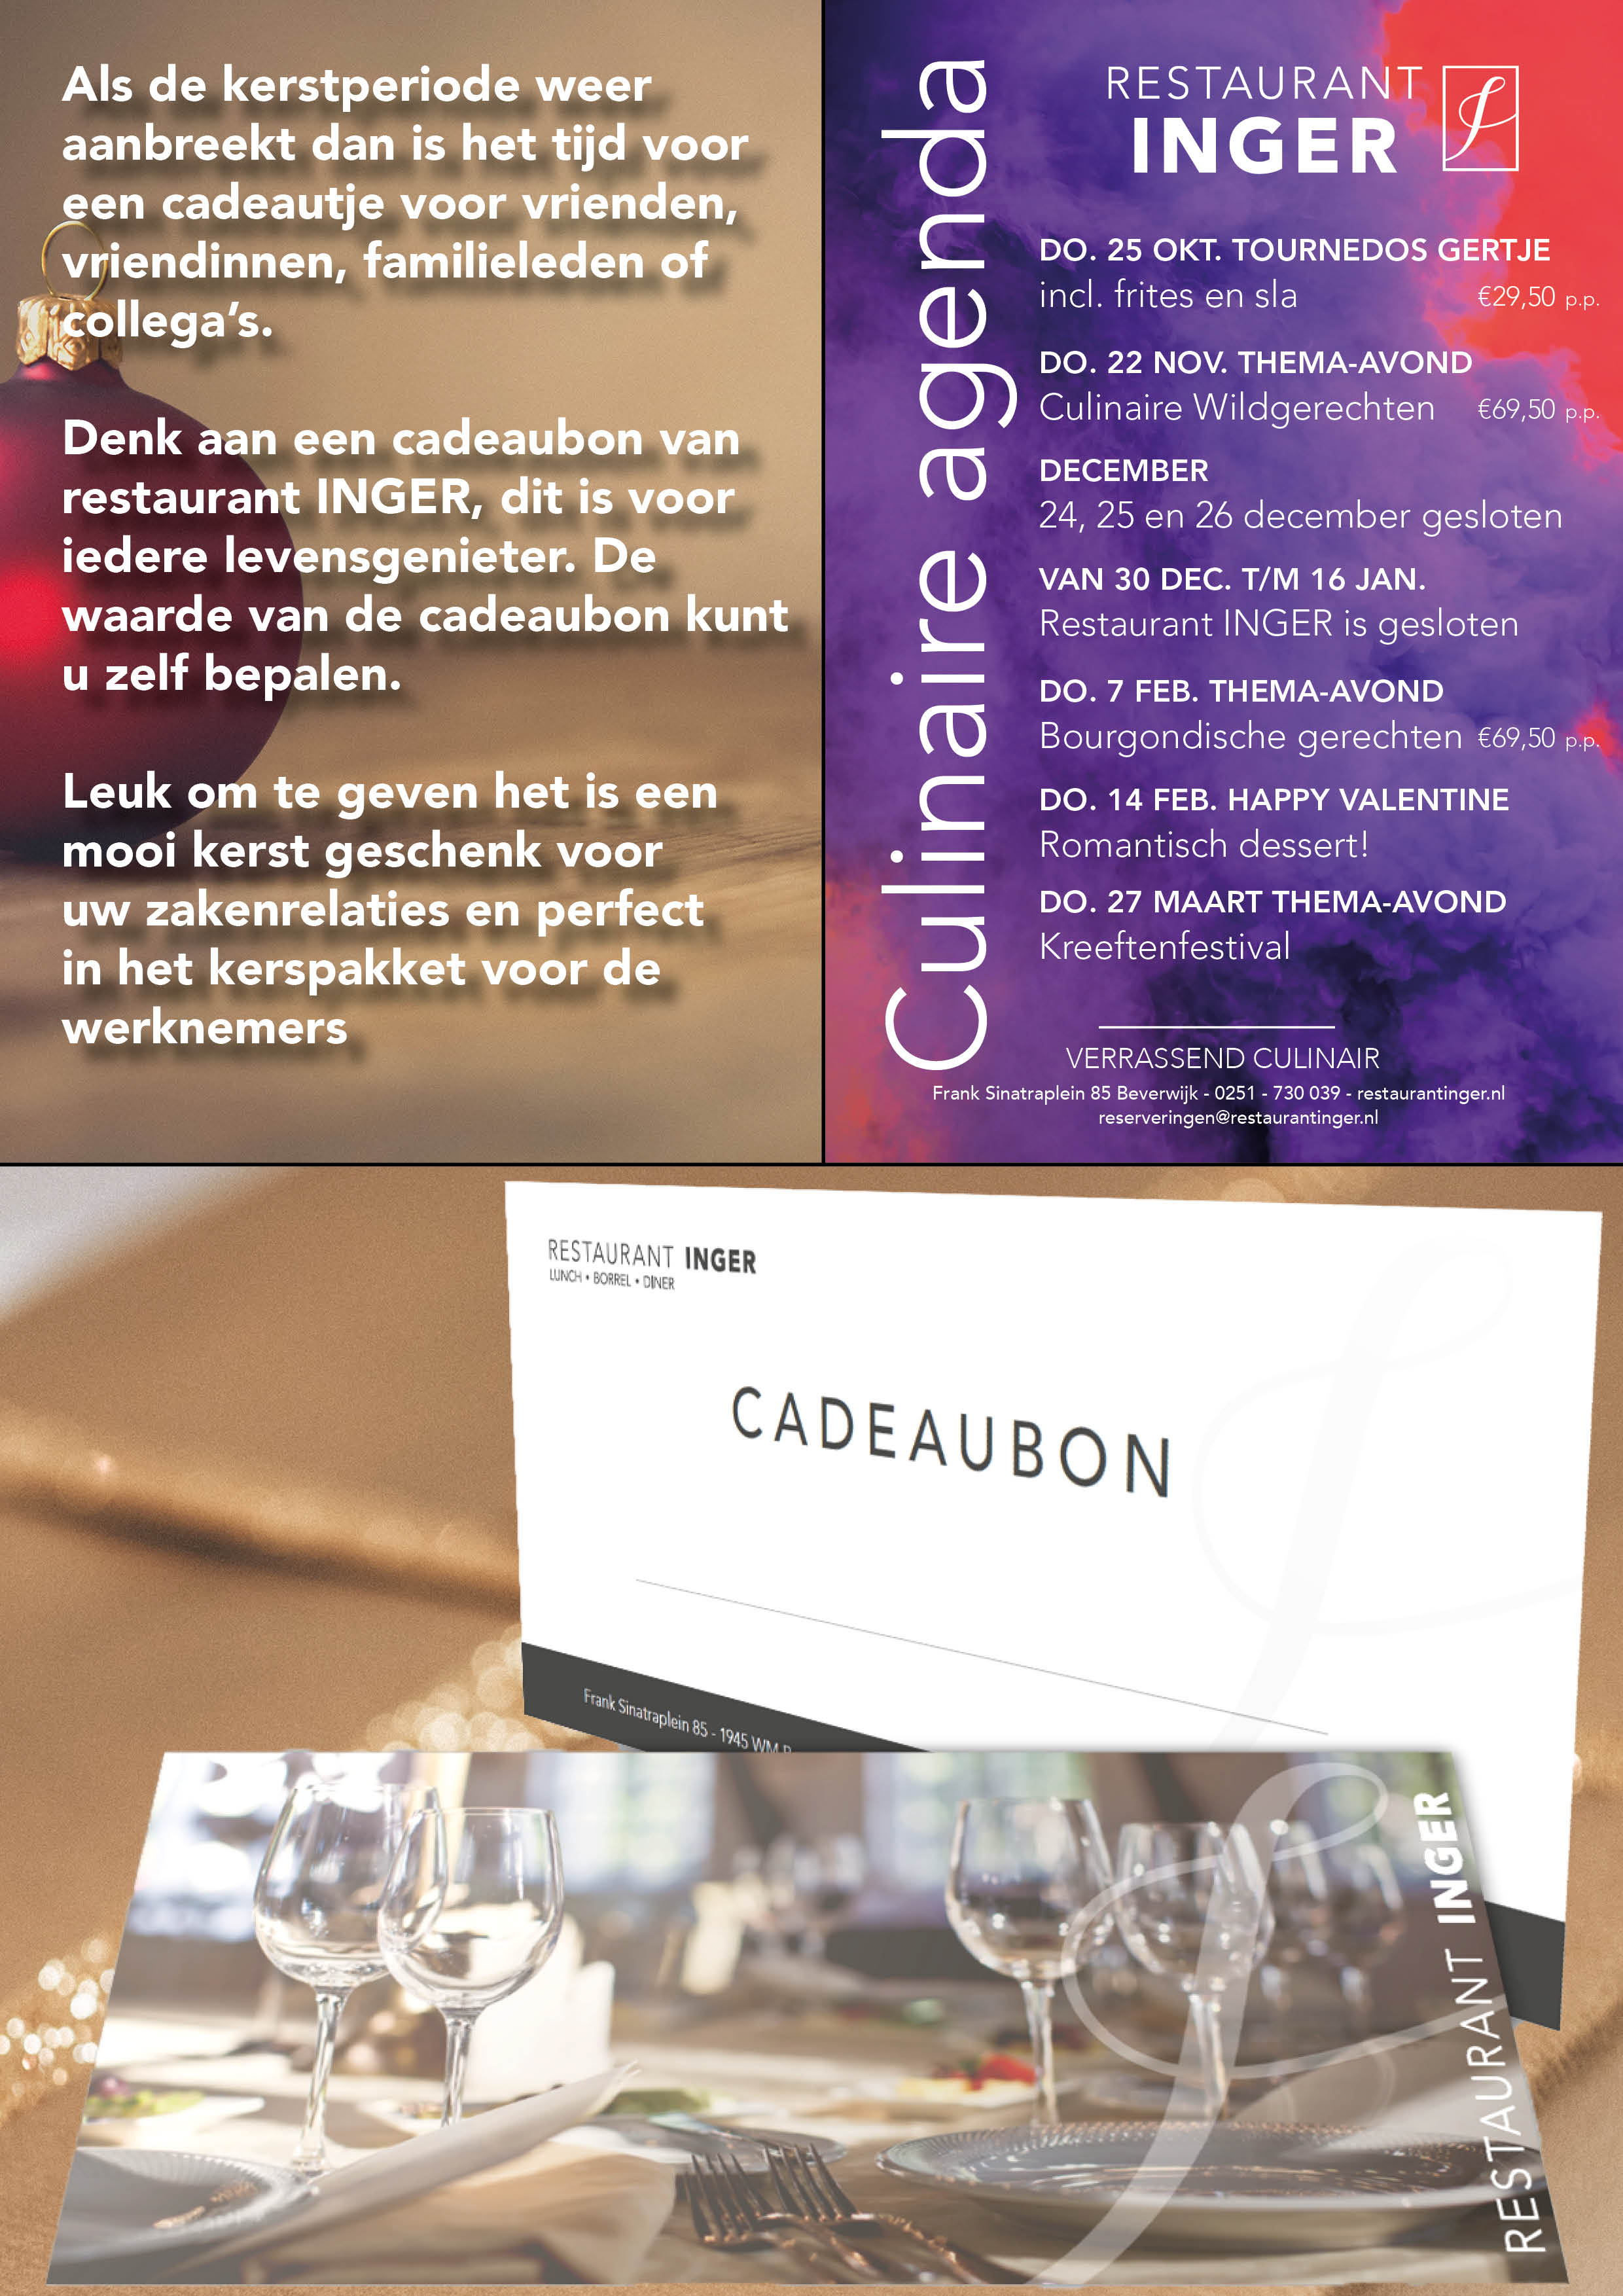 Als de kerstperiode weer
aanbreekt dan is het tijd voor
een cadeautje voor vrienden,
vriendinnen, familieleden of
collega's.
Denk aan een cadeaubon van
restaurant INGER, dit is voor
iedere levensgenieter. De
waarde van de cadeaubon kunt
u zelf bepalen.
Leuk om te geven het is een
mooi kerst geschenk voor
uw zakenrelaties en perfect
in het kerspakket voor de
werknemers
Culinaire agenda
RESTAURANT
INGER
DO. 25 OKT. TOURNEDOS GERTJE
incl. frites en sla €29,50 p.p.
DO. 22 NOV. THEMA-AVOND
Culinaire Wildgerechten €69,50 p.p.
DECEMBER
24, 25 en 26 december gesloten
VAN 30 DEC. T/M 16 JAN.
Restaurant INGER is gesloten
DO. 7 FEB. THEMA-AVOND
Bourgondische gerechten €69,50 p.p.
DO. 14 FEB. HAPPY VALENTINE
Romantisch dessert!
DO. 27 MAART THEMA-AVOND
Kreeftenfestival
VERRASSEND CULINAIR
Frank Sinatraplein 85 Beverwijk - 0251 - 730 039 - restaurantinger.nl
reserveringen@restaurantinger.nl
RESTAURANT INGER
LUNCH • BORREL • DINER
CADEAUBON
Frank Sinatraplein 85 - 1945 WM
RESTAURANT INGER